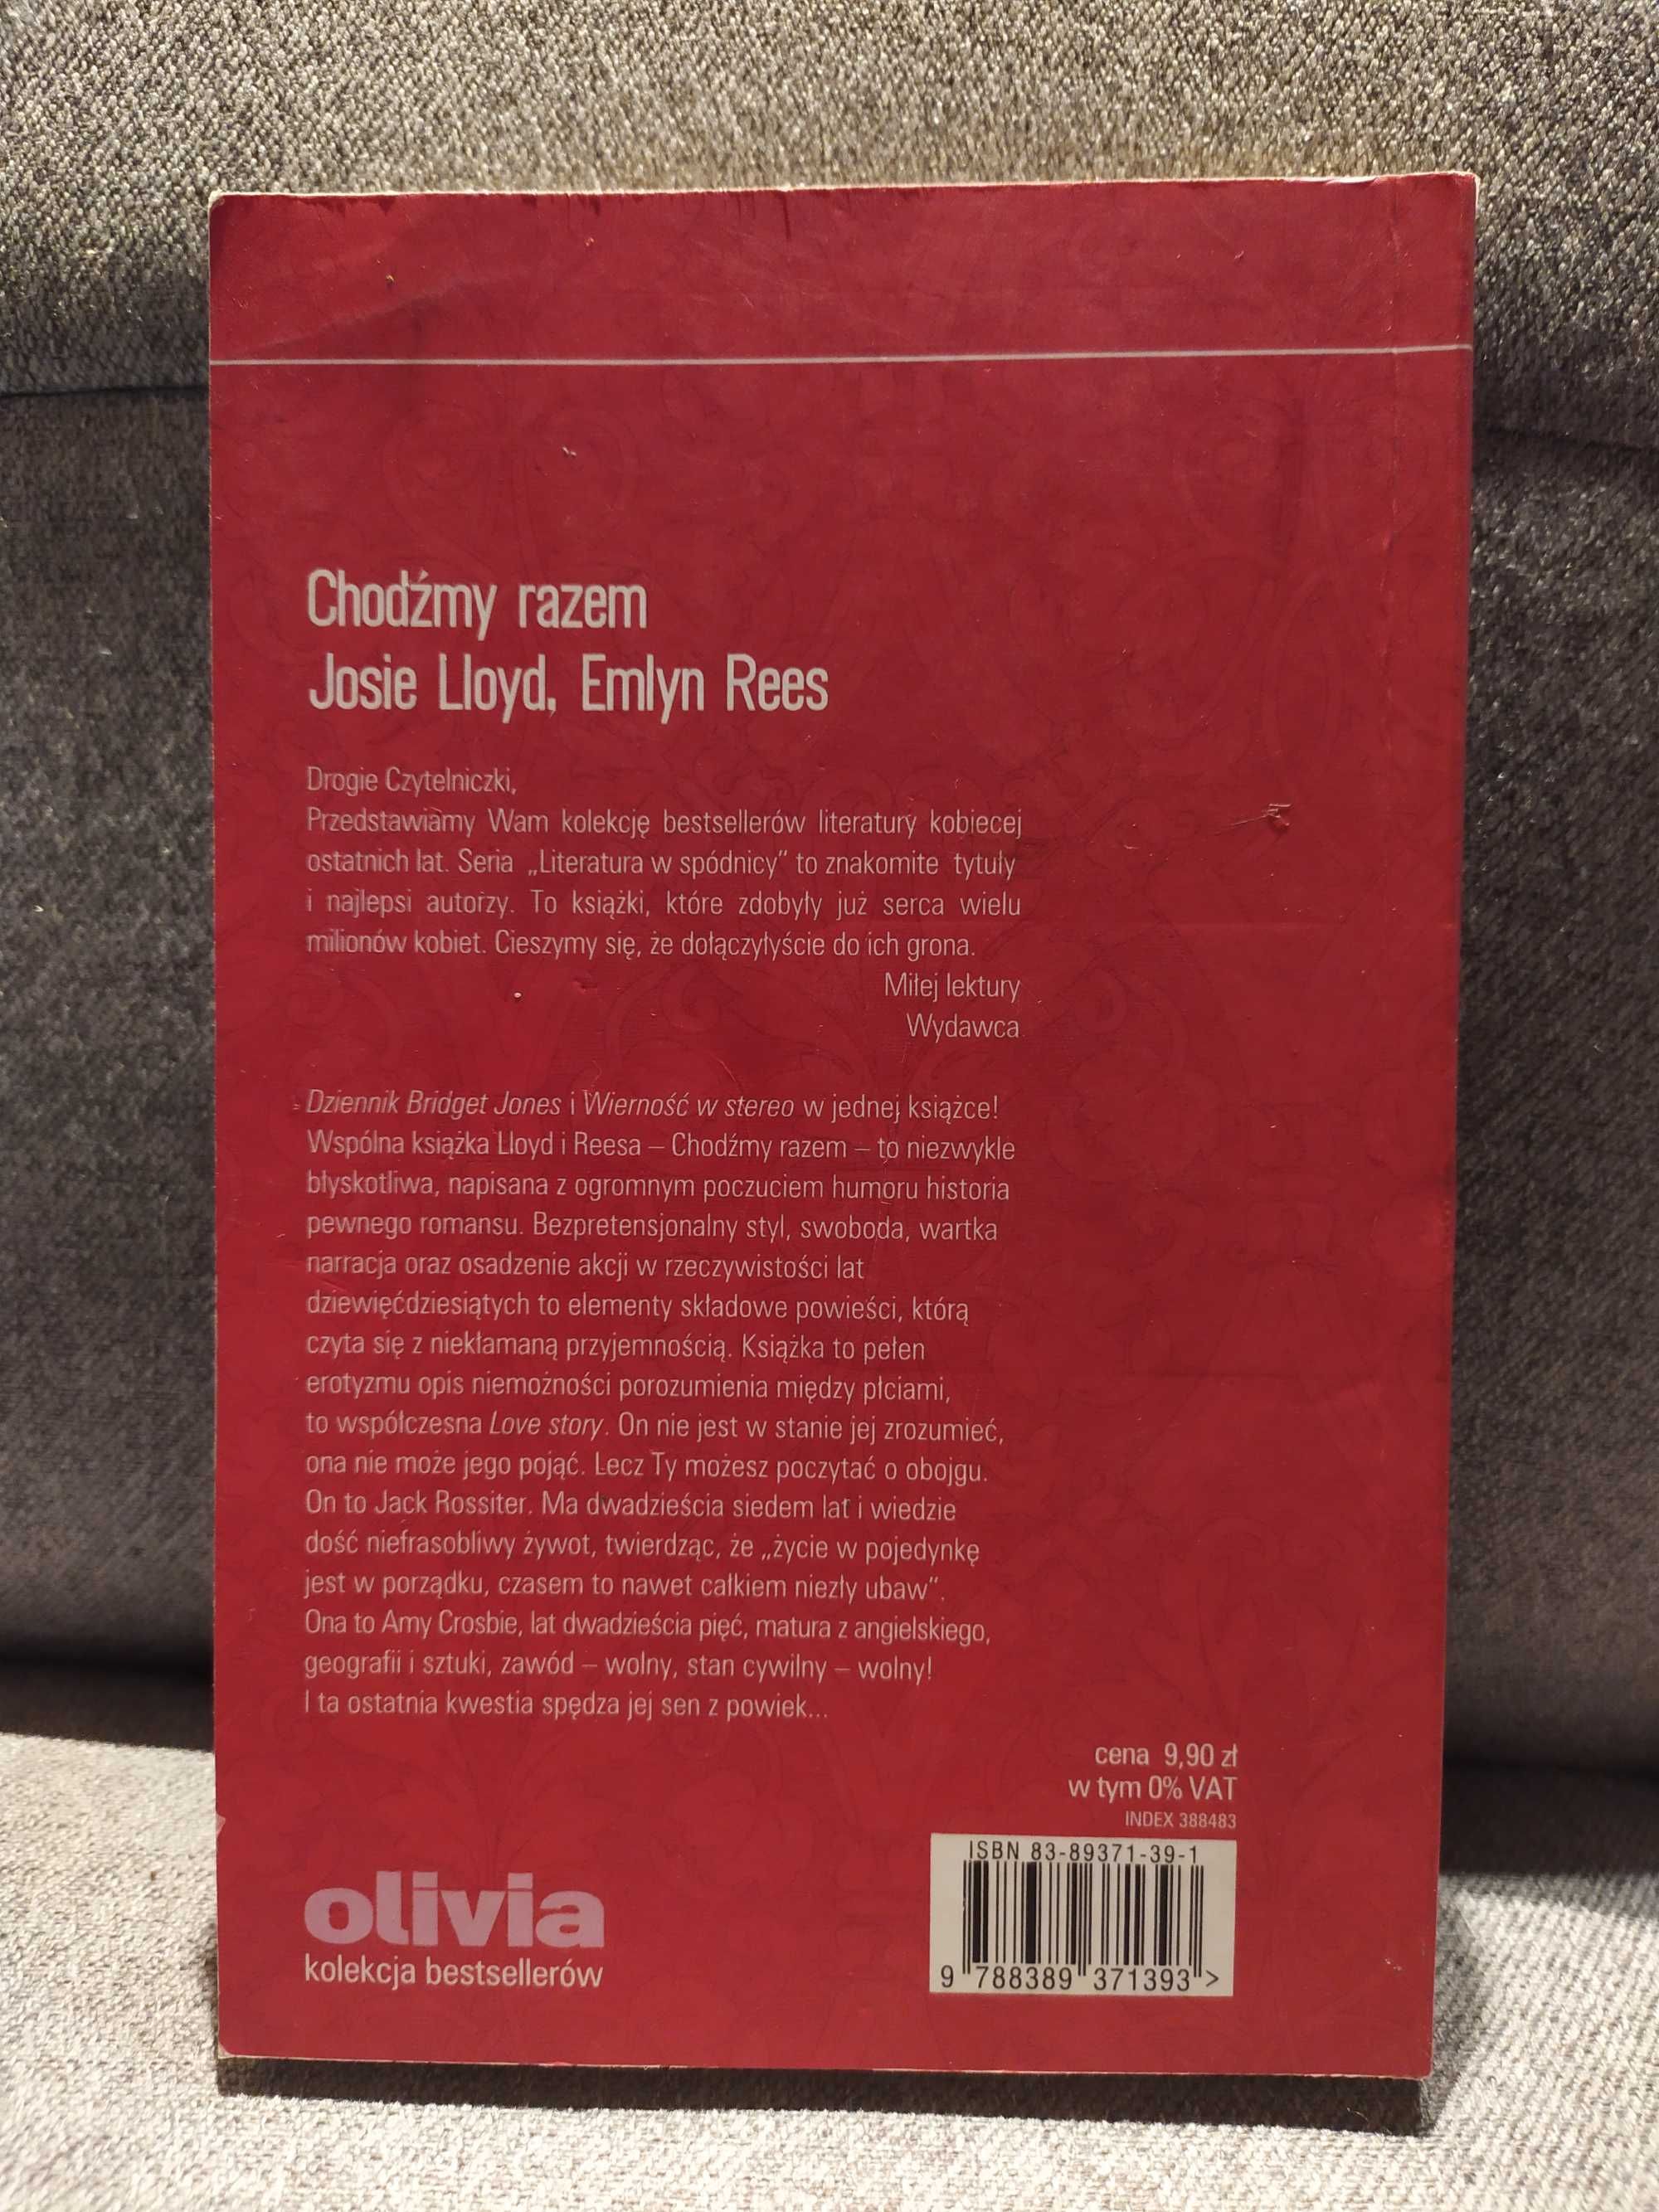 Chodźmy razem
Josie Lloyd, Emlyn Rees
Drogie Czytelniczki,
Przedstawiamy Wam kolekcję bestsellerów literatury kobiecej
ostatnich lat. Seria „Literatura w spódnicy” to znakomite tytuły
i najlepsi autorzy. To książki, które zdobyły już serca wielu
milionów kobiet. Cieszymy się, że dołączyłyście do ich grona.
Miłej lektury
Wydawca
Dziennik Bridget Jones i Wierność w stereo w jednej książce!
Wspólna książka Lloyd i Reesa – Chodźmy razem – to niezwykle
błyskotliwa, napisana z ogromnym poczuciem humoru historia
pewnego romansu. Bezpretensjonalny styl, swoboda, wartka
narracja oraz osadzenie akcji w rzeczywistości lat
dziewięćdziesiątych to elementy składowe powieści, którą
czyta się z niekłamaną przyjemnością. Książka to pełen
erotyzmu opis niemożności porozumienia między płciami,
to współczesna Love story. On nie jest w stanie jej zrozumieć,
ona nie może jego pojąć. Lecz Ty możesz poczytać o obojgu.
On to Jack Rossiter. Ma dwadzieścia siedem lat i wiedzie
dość niefrasobliwy żywot, twierdząc, że „życie w pojedynkę
jest w porządku, czasem to nawet całkiem niezły ubaw”.
Ona to Amy Crosbie, lat dwadzieścia pięć, matura z angielskiego,
geografii i sztuki, zawód – wolny, stan cywilny – wolny!
I ta ostatnia kwestia spędza jej sen z powiek...
cena 9,90 zł
w tym 0% VAT
INDEX 388483
ISBN 83-89371-39-1
9 788389 371393 >
olivia
kolekcja bestsellerów